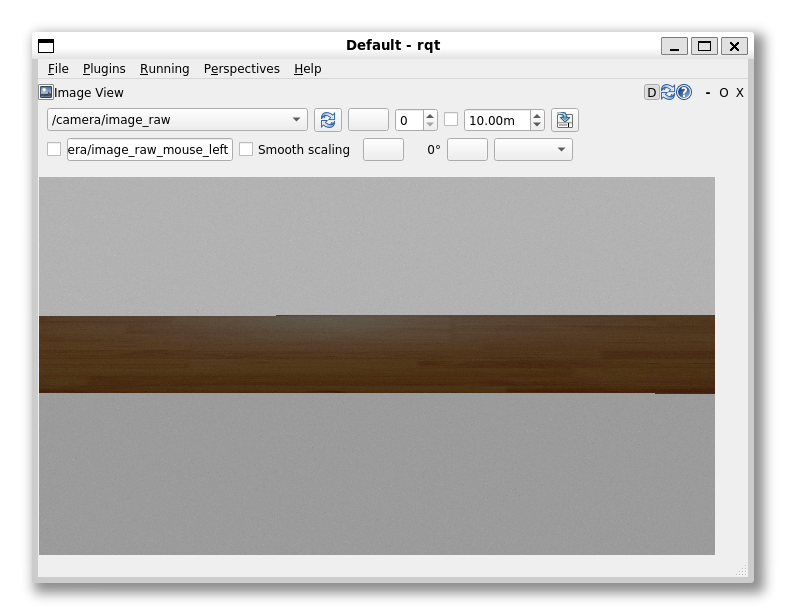 Default - rqt
File Plugins Running Perspectives Help
Image View D - O X
/camera/image_raw 0 10.00m
era/image_raw_mouse_left Smooth scaling 0°